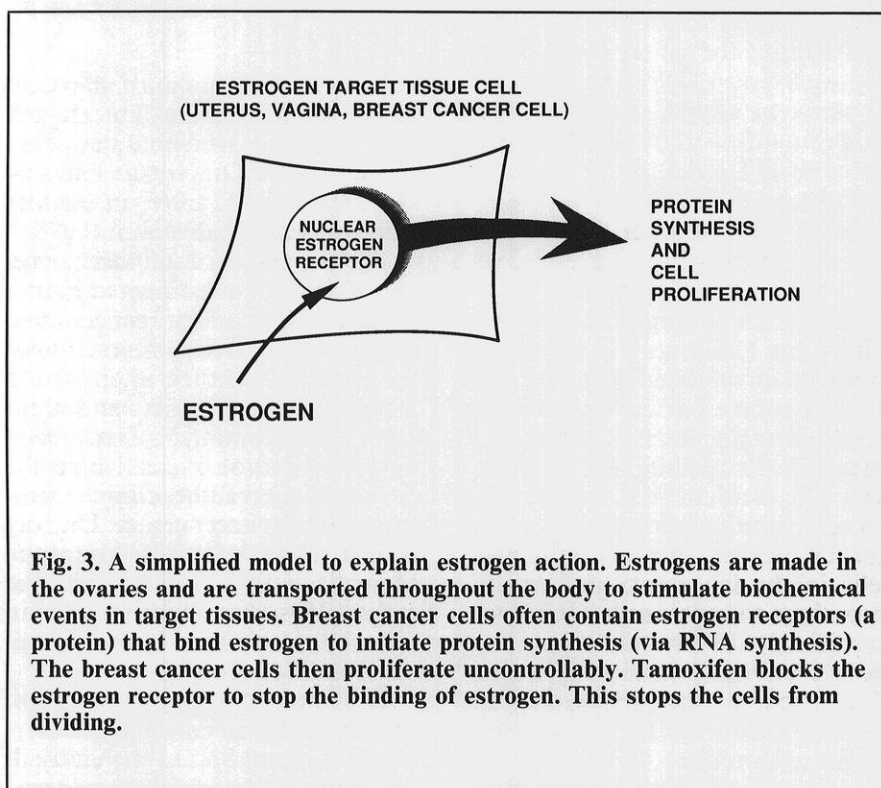 ESTROGEN TARGET TISSUE CELL
(UTERUS, VAGINA, BREAST CANCER CELL)
NUCLEAR
ESTROGEN
RECEPTOR
PROTEIN
SYNTHESIS
AND
CELL
PROLIFERATION
ESTROGEN
Fig. 3. A simplified model to explain estrogen action. Estrogens are made in
the ovaries and are transported throughout the body to stimulate biochemical
events in target tissues. Breast cancer cells often contain estrogen receptors (a
protein) that bind estrogen to initiate protein synthesis (via RNA synthesis).
The breast cancer cells then proliferate uncontrollably. Tamoxifen blocks the
estrogen receptor to stop the binding of estrogen. This stops the cells from
dividing.